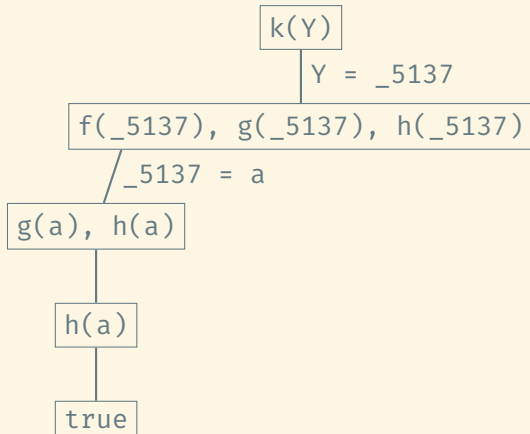 k(Y)
Y = _5137
f(_5137), g(_5137), h(_5137)
_5137 = a
g(a), h(a)
h(a)
true